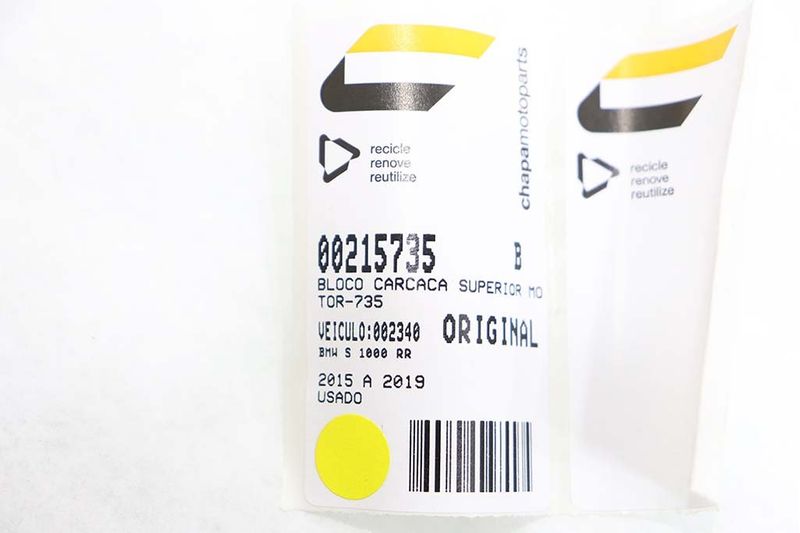 chapamotoparts
recicle
renove
reutilize
00215735 B
BLOCO CARCACA SUPERIOR MO
TOR-735
VEICULO:002340 ORIGINAL
BMW S 1000 RR
2015 A 2019
USADO
recicle
renove
reutilize